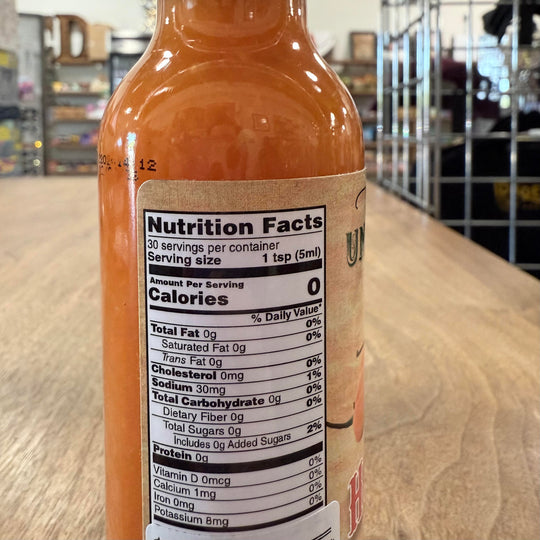 12
Nutrition Facts
30 servings per container
Serving size 1 tsp (5ml)
Amount Per Serving
Calories 0
% Daily Value*
Total Fat 0g 0%
Saturated Fat 0g 0%
Trans Fat 0g
Cholesterol 0mg 0%
Sodium 30mg 1%
Total Carbohydrate 0g 0%
Dietary Fiber 0g 0%
Total Sugars 0g
Includes 0g Added Sugars 2%
Protein 0g
Vitamin D 0mcg 0%
Calcium 1mg 0%
Iron 0mg 0%
Potassium 8mg 0%
UN
H
D